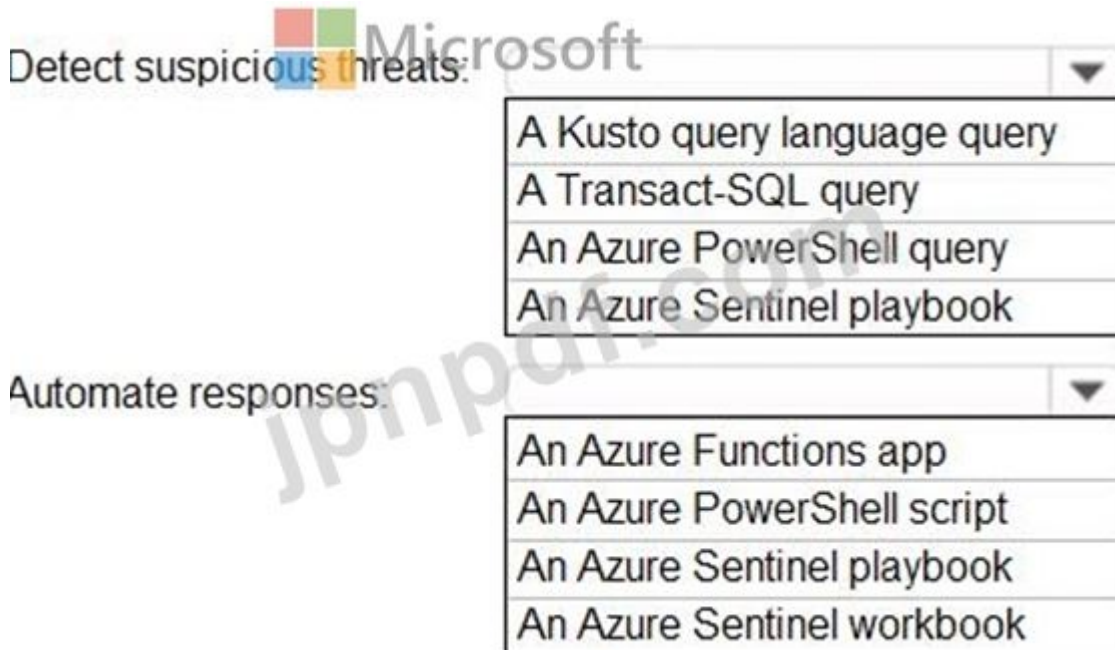 Microsoft
Detect suspicious threats:
A Kusto query language query
A Transact-SQL query
An Azure PowerShell query
An Azure Sentinel playbook
jpnpdf.com
Automate responses:
An Azure Functions app
An Azure PowerShell script
An Azure Sentinel playbook
An Azure Sentinel workbook